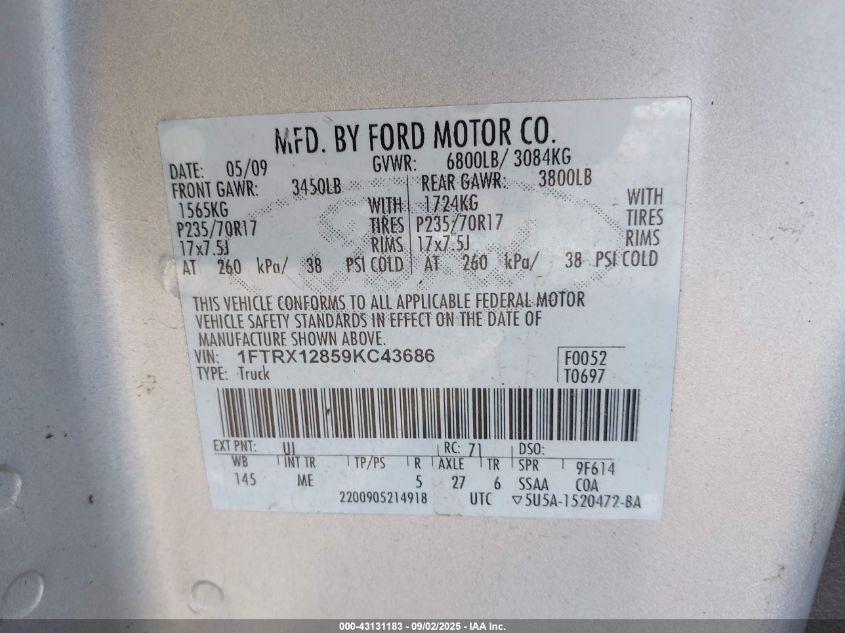 MFD. BY FORD MOTOR CO.
DATE: 05/09 GVWR: 6800LB/ 3084KG
FRONT GAWR: 3450LB REAR GAWR: 3800LB
1565KG WITH 1724KG WITH
P235/70R17 TIRES P235/70R17 TIRES
17x7.5J RIMS 17x7.5J RIMS
AT 260 kPa/ 38 PSI COLD AT 260 kPa/ 38 PSI COLD
THIS VEHICLE CONFORMS TO ALL APPLICABLE FEDERAL MOTOR
VEHICLE SAFETY STANDARDS IN EFFECT ON THE DATE OF
MANUFACTURE SHOWN ABOVE.
VIN: 1FTRX12859KC43686 F0052
TYPE: Truck T0697
EXT PNT: UI RC: 71 DSO:
WB INT TR TP/PS R AXLE TR SPR 9F614
145 ME 5 27 6 SSAA COA
2200905214918 UTC ▽5U5A-1520472-BA
000-43131183 - 09/02/2025 - IAA Inc.